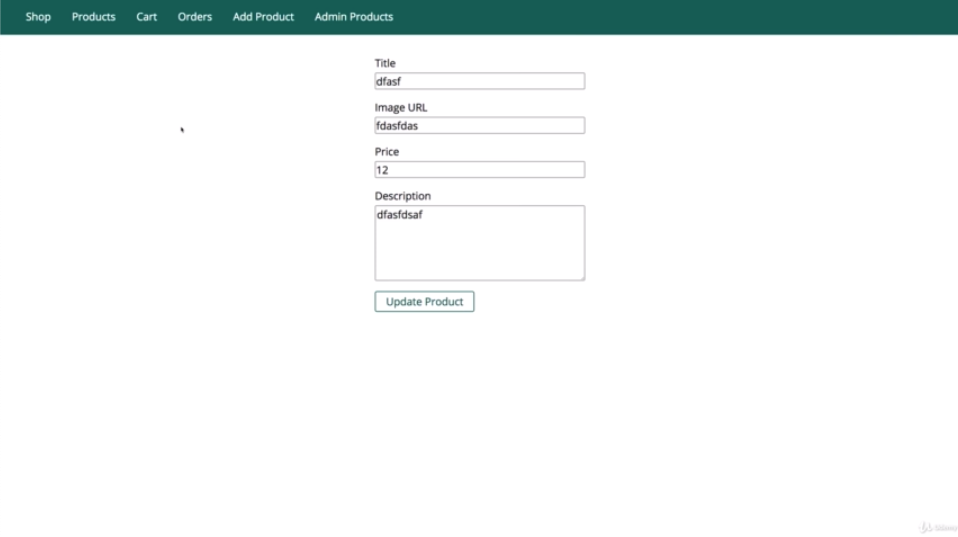 Shop Products Cart Orders Add Product Admin Products
Title
dfasf
Image URL
fdasfdas
Price
12
Description
dfasfdsaf
Update Product
Udemy